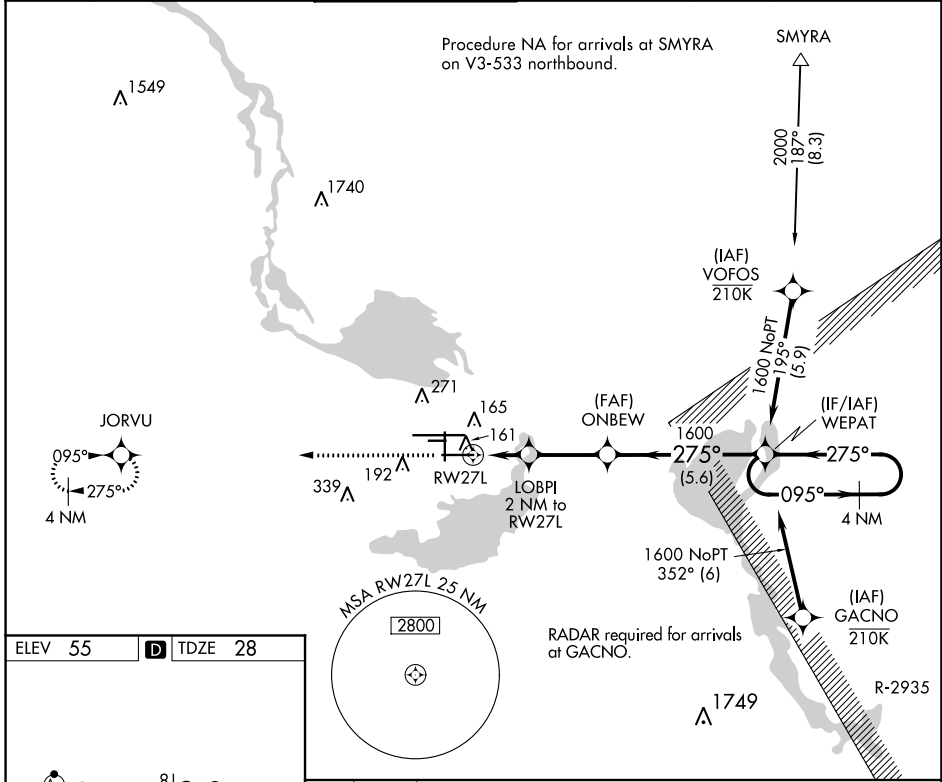 Procedure NA for arrivals at SMYRA
on V3-533 northbound.
SMYRA
1549
2000
187°
(8.3)
1740
(IAF)
VOFOS
210K
1600 NoPT
195°
(5.9)
271
165
161
(FAF)
ONBEW
(IF/IAF)
WEPAT
JORVU
095°
275°
4 NM
192
339
RW27L
LOBPI
2 NM to
RW27L
1600
275°
(5.6)
275°
095°
4 NM
1600 NoPT
352° (6)
(IAF)
GACNO
210K
MSA RW27L 25 NM
2800
RADAR required for arrivals
at GACNO.
R-2935
1749
ELEV 55 D TDZE 28